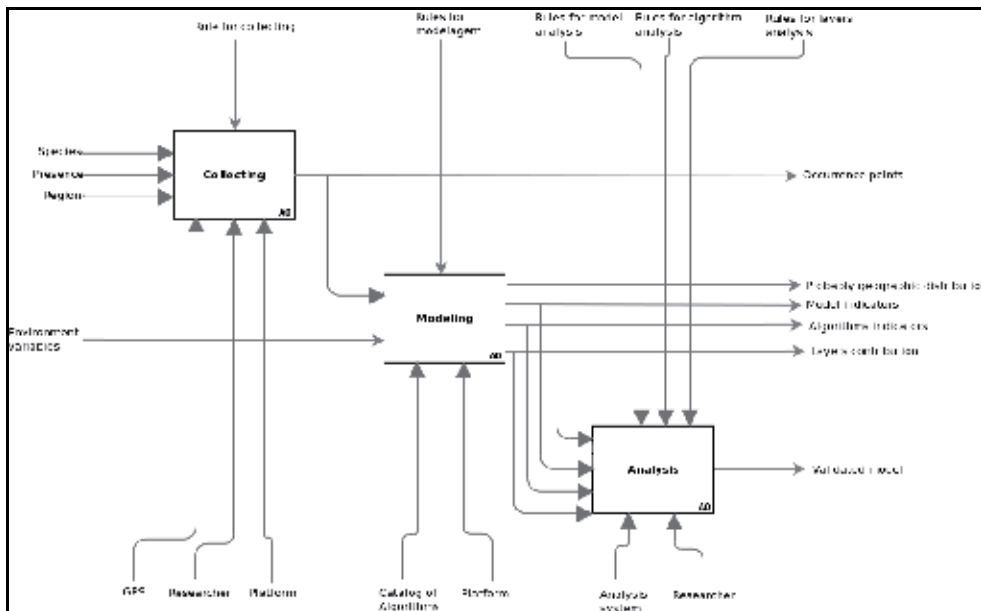 Rule for collecting
Rules for
modelagem
Rules for model
analysis
Rules for algorithm
analysis
Rules for layers
analysis
Species
Presence
Region
Collecting
A0
Occurrence points
Environment
variables
Modeling
A0
Probably geographic distributio
Model indicators
Algorithms indicators
Layers contribution
Analysis
A0
Validated model
GPS
Researcher
Platform
Catalog of
Algorithms
Platform
Analysis
system
Researcher